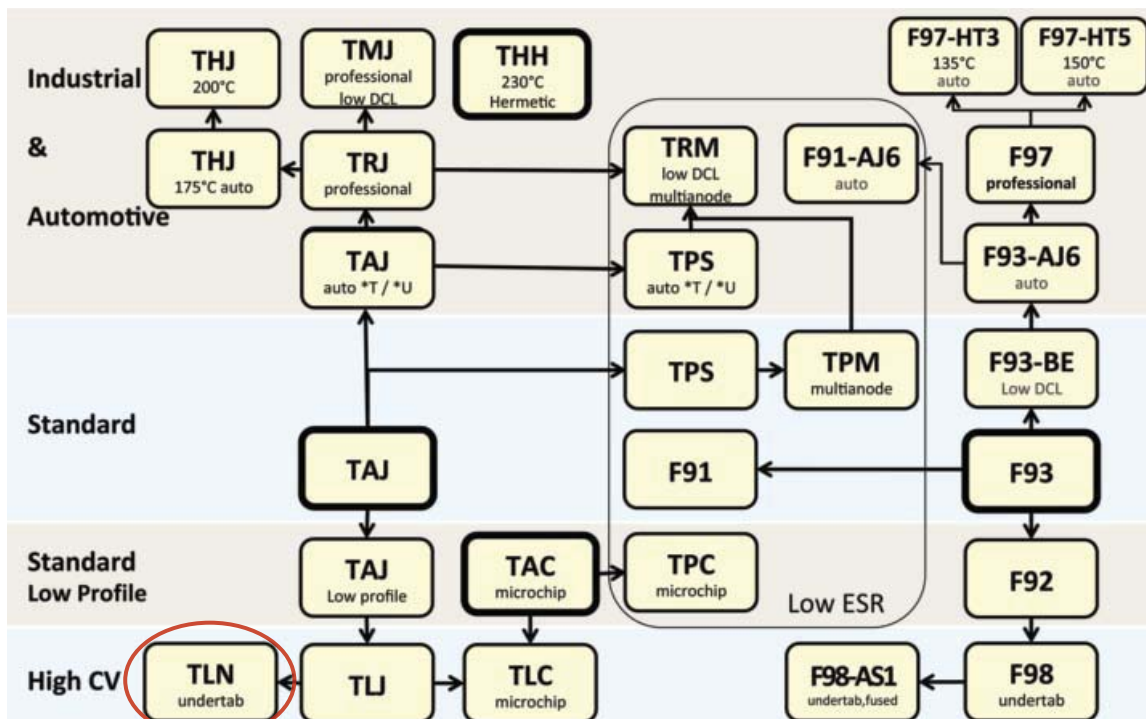 Industrial
&
Automotive
THJ
200°C
TMJ
professional
low DCL
THH
230°C
Hermetic
F97-HT3
135°C
auto
F97-HT5
150°C
auto
THJ
175°C auto
TRJ
professional
TRM
low DCL
multianode
F91-AJ6
auto
F97
professional
TAJ
auto *T / *U
TPS
auto *T / *U
F93-AJ6
auto
Standard
TPS
TPM
multianode
F93-BE
Low DCL
TAJ
F91
F93
Standard
Low Profile
TAJ
Low profile
TAC
microchip
TPC
microchip
Low ESR
F92
High CV
TLN
undertab
TLJ
TLC
microchip
F98-AS1
undertab,fused
F98
undertab